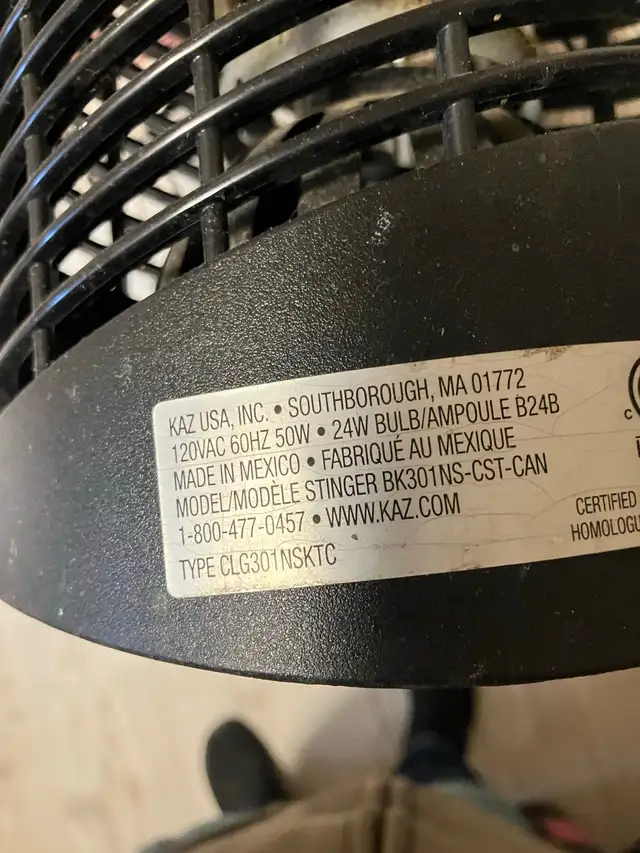 KAZ USA, INC. • SOUTHBOROUGH, MA 01772
120VAC 60HZ 50W • 24W BULB/AMPOULE B24B
MADE IN MEXICO • FABRIQUÉ AU MEXIQUE
MODEL/MODÈLE STINGER BK301NS-CST-CAN
1-800-477-0457 • WWW.KAZ.COM
TYPE CLG301NSKTC
C
CERTIFIED